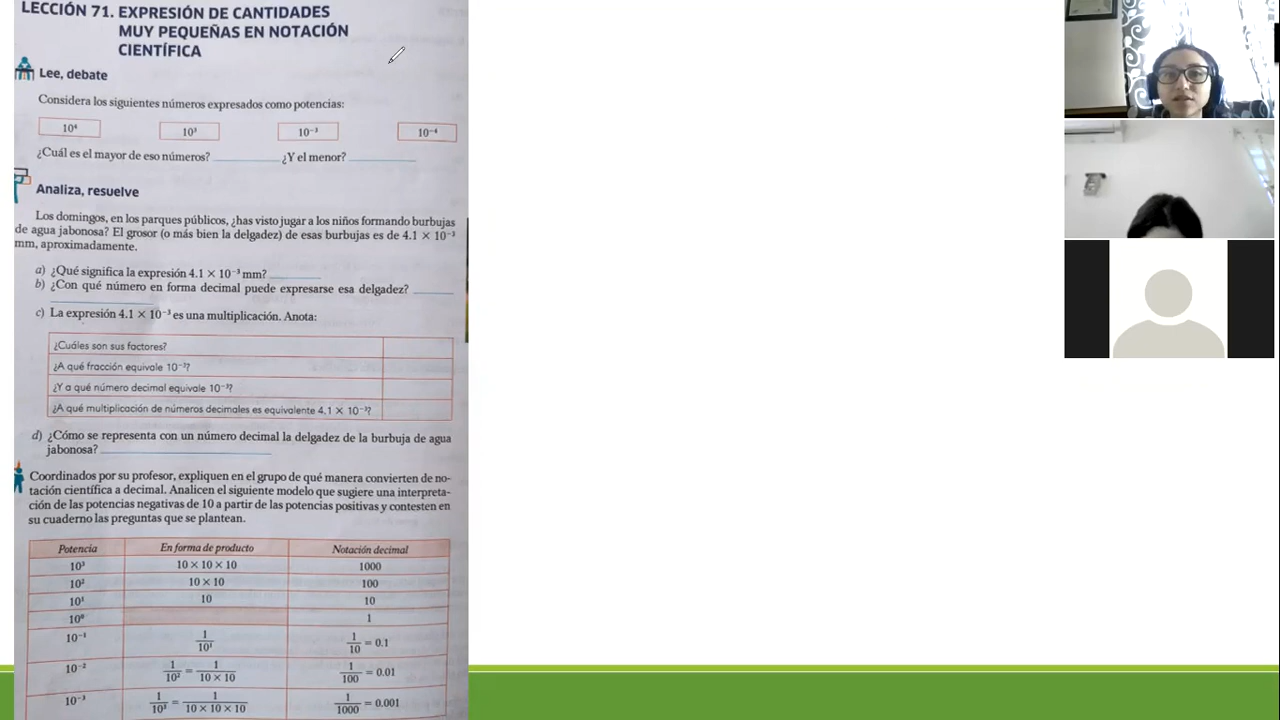 LECCIÓN 71. EXPRESIÓN DE CANTIDADES
MUY PEQUEÑAS EN NOTACIÓN
CIENTÍFICA
Lee, debate
Considera los siguientes números expresados como potencias:
10⁴ 10³ 10⁻³ 10⁻⁴
¿Cuál es el mayor de eso números? ¿Y el menor?
Analiza, resuelve
Los domingos, en los parques públicos, ¿has visto jugar a los niños formando burbujas
de agua jabonosa? El grosor (o más bien la delgadez) de esas burbujas es de 4.1 × 10⁻³
mm, aproximadamente.
a) ¿Qué significa la expresión 4.1 × 10⁻³ mm?
b) ¿Con qué número en forma decimal puede expresarse esa delgadez?
c) La expresión 4.1 × 10⁻³ es una multiplicación. Anota:
¿Cuáles son sus factores?
¿A qué fracción equivale 10⁻³?
¿Y a qué número decimal equivale 10⁻³?
¿A qué multiplicación de números decimales es equivalente 4.1 × 10⁻³?
d) ¿Cómo se representa con un número decimal la delgadez de la burbuja de agua
jabonosa?
Coordinados por su profesor, expliquen en el grupo de qué manera convierten de no-
tación científica a decimal. Analicen el siguiente modelo que sugiere una interpreta-
ción de las potencias negativas de 10 a partir de las potencias positivas y contesten en
su cuaderno las preguntas que se plantean.
Potencia En forma de producto Notación decimal
10³ 10 × 10 × 10 1000
10² 10 × 10 100
10¹ 10 10
10⁰ 1
10⁻¹ 1/10¹ 1/10 = 0.1
10⁻² 1/10² = 1/(10 × 10) 1/100 = 0.01
10⁻³ 1/10³ = 1/(10 × 10 × 10) 1/1000 = 0.001